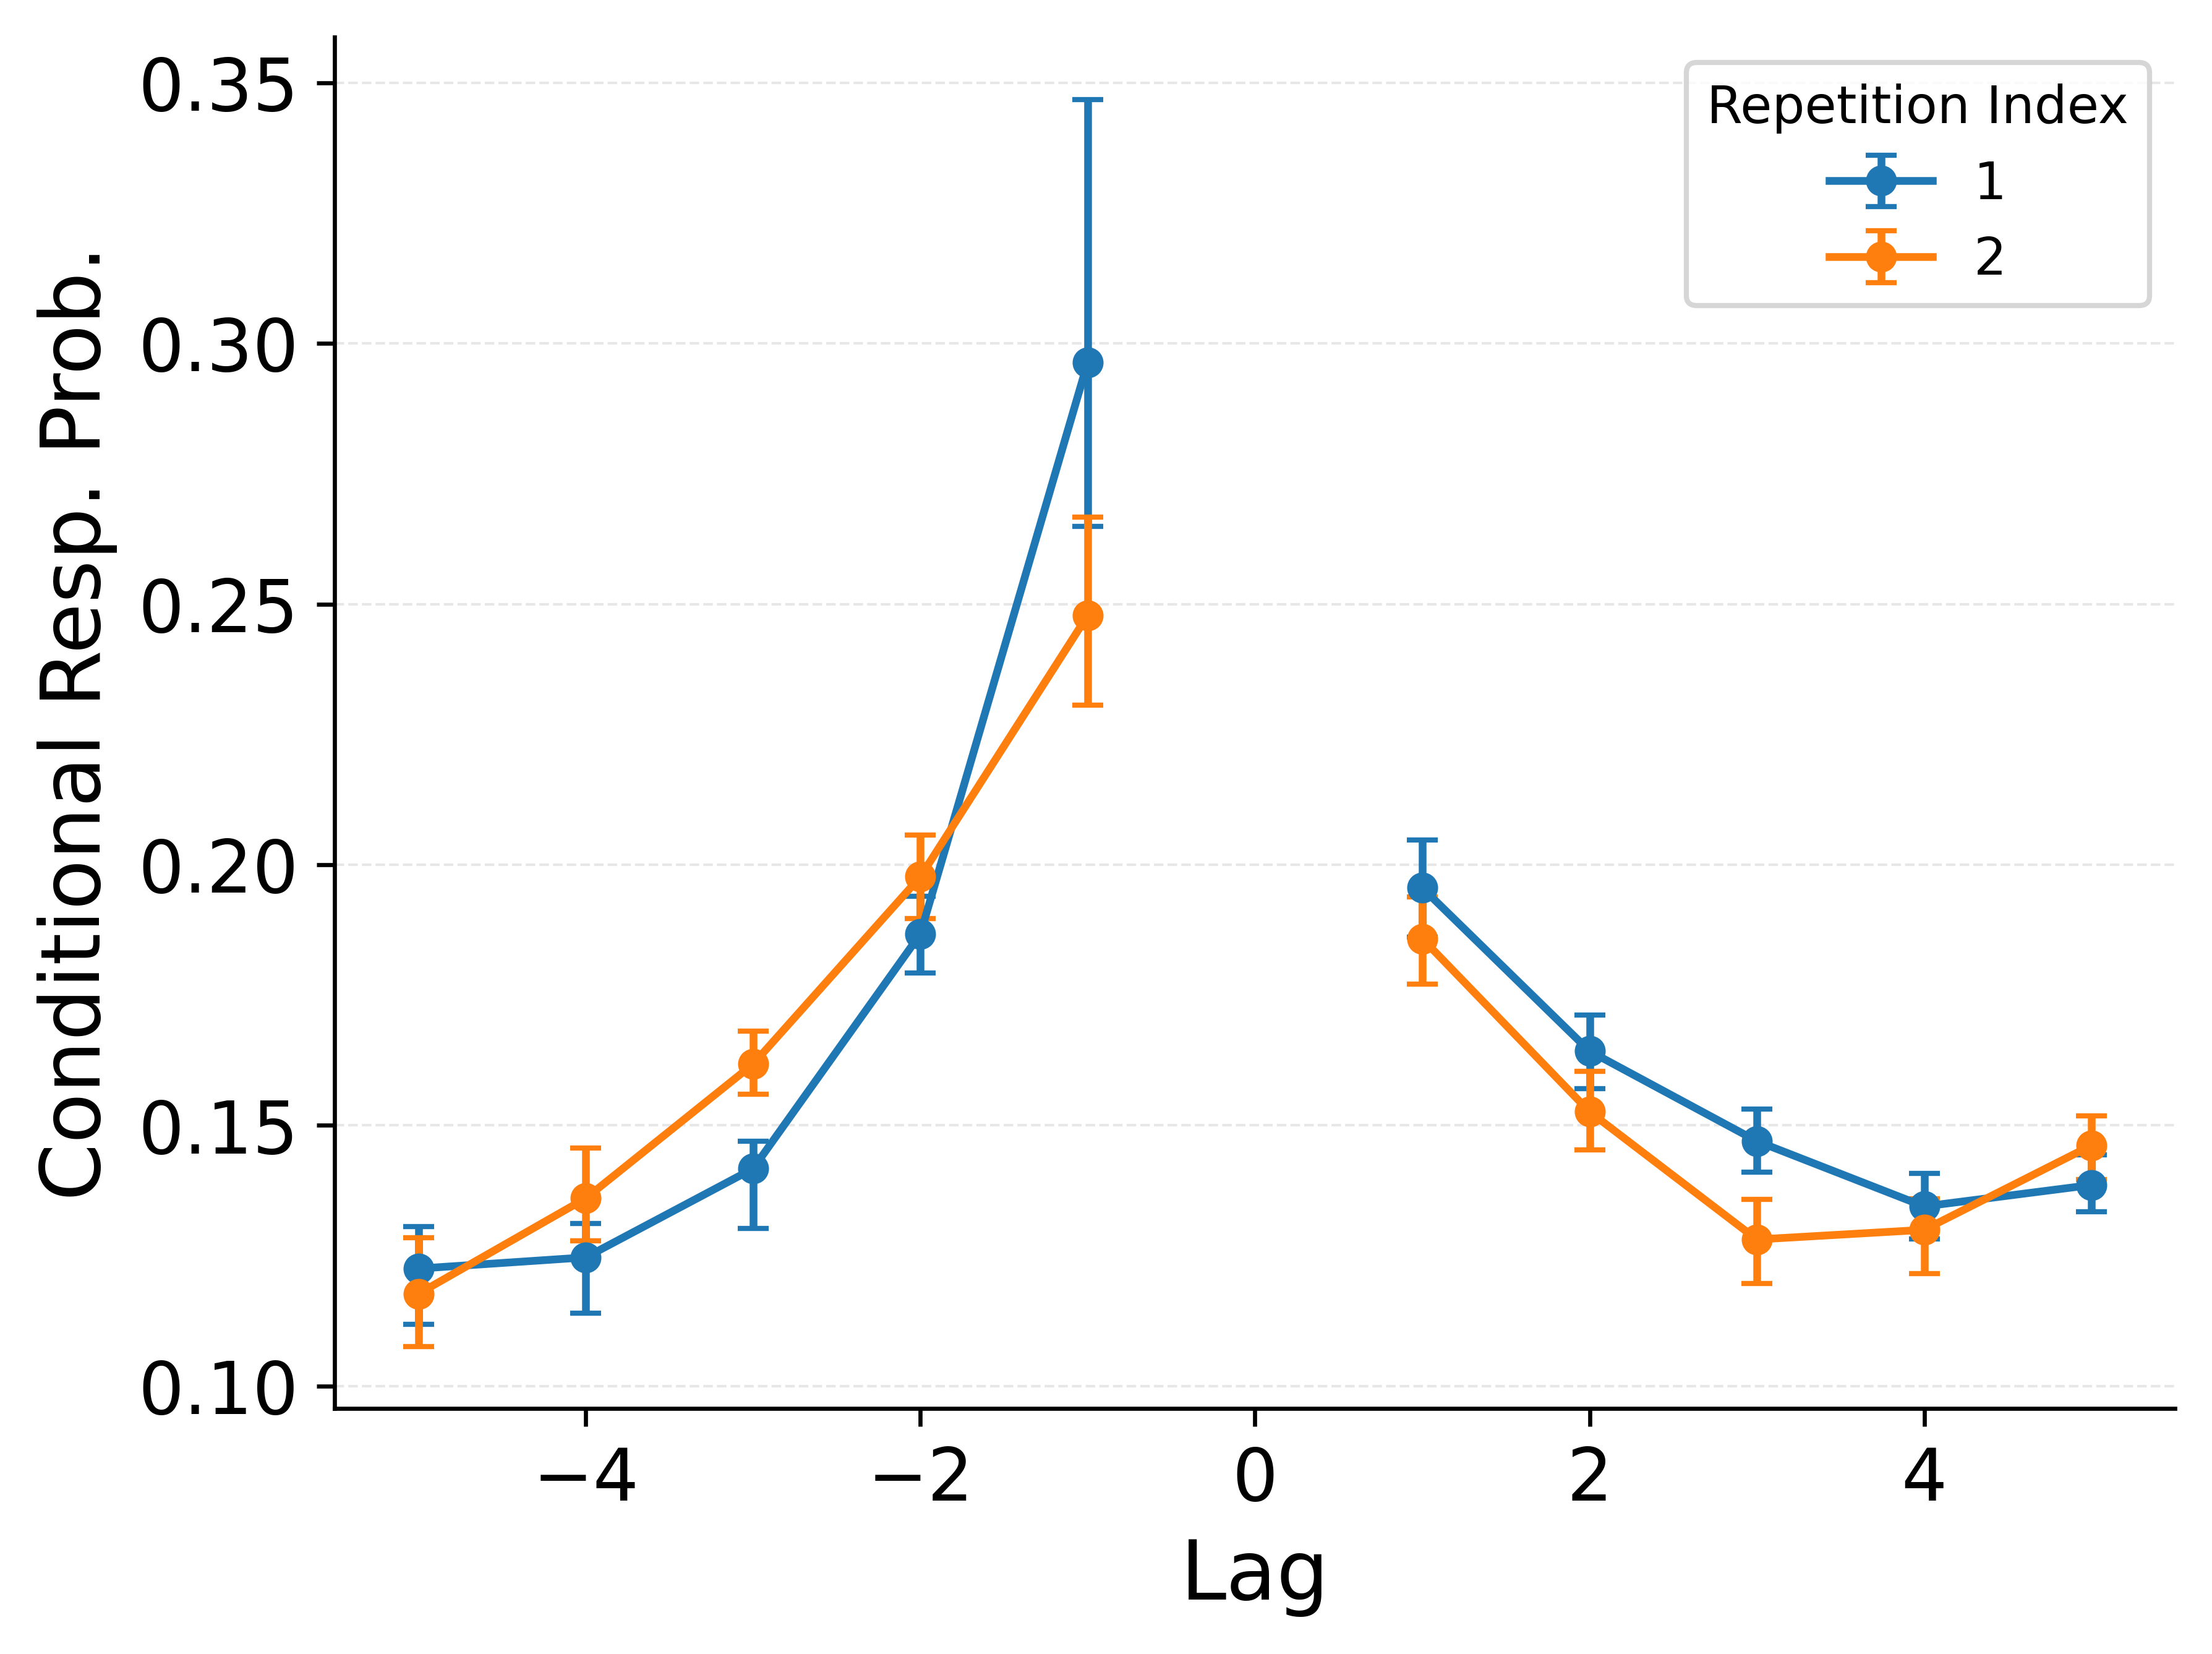 Conditional Resp. Prob.
0.35
0.30
0.25
0.20
0.15
0.10
Repetition Index
1
2
−4 −2 0 2 4
Lag